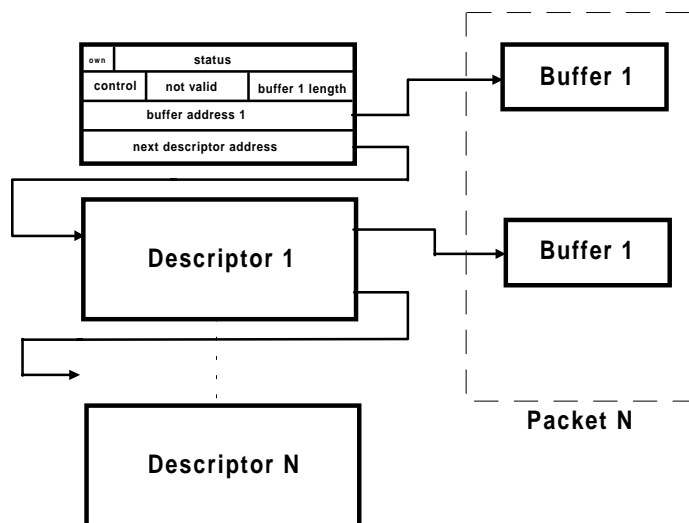 own status
control not valid buffer 1 length
buffer address 1
next descriptor address
Buffer 1
Descriptor 1
Buffer 1
Packet N
Descriptor N